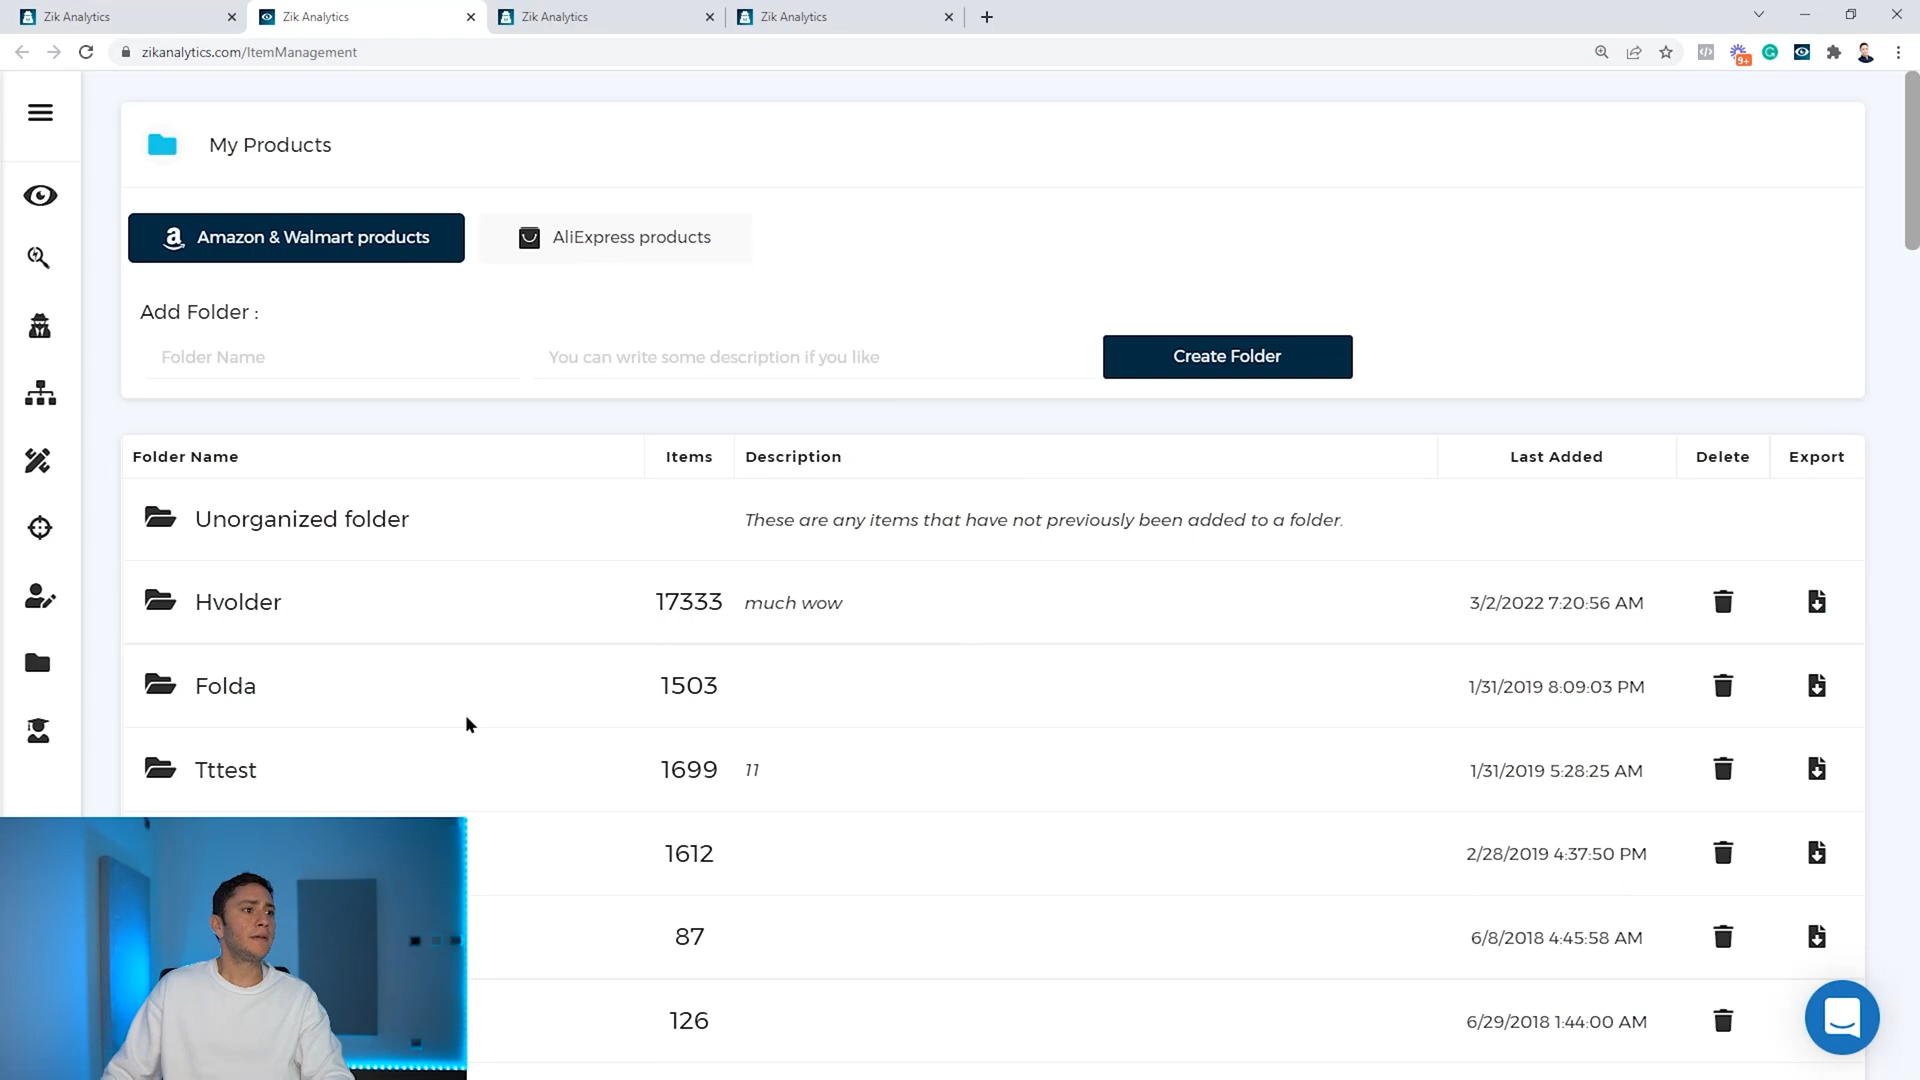 Zik Analytics
Zik Analytics
Zik Analytics
Zik Analytics
zikanalytics.com/ItemManagement
9+
My Products
Amazon & Walmart products
AliExpress products
Add Folder :
Folder Name
You can write some description if you like
Create Folder
Folder Name Items Description Last Added Delete Export
Unorganized folder These are any items that have not previously been added to a folder.
Hvolder 17333 much wow 3/2/2022 7:20:56 AM
Folda 1503 1/31/2019 8:09:03 PM
Tttest 1699 11 1/31/2019 5:28:25 AM
1612 2/28/2019 4:37:50 PM
87 6/8/2018 4:45:58 AM
126 6/29/2018 1:44:00 AM